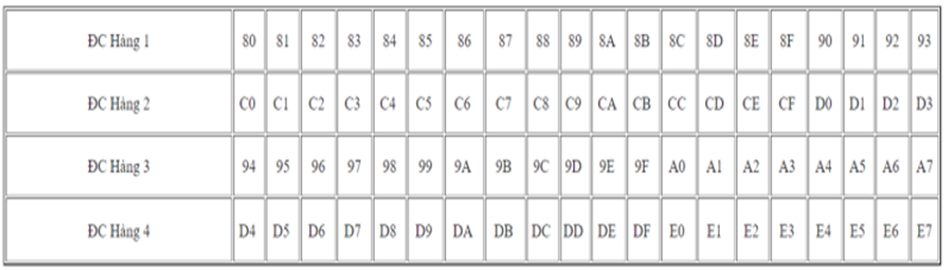 ĐC Hàng 1 80 81 82 83 84 85 86 87 88 89 8A 8B 8C 8D 8E 8F 90 91 92 93
ĐC Hàng 2 C0 C1 C2 C3 C4 C5 C6 C7 C8 C9 CA CB CC CD CE CF D0 D1 D2 D3
ĐC Hàng 3 94 95 96 97 98 99 9A 9B 9C 9D 9E 9F A0 A1 A2 A3 A4 A5 A6 A7
ĐC Hàng 4 D4 D5 D6 D7 D8 D9 DA DB DC DD DE DF E0 E1 E2 E3 E4 E5 E6 E7